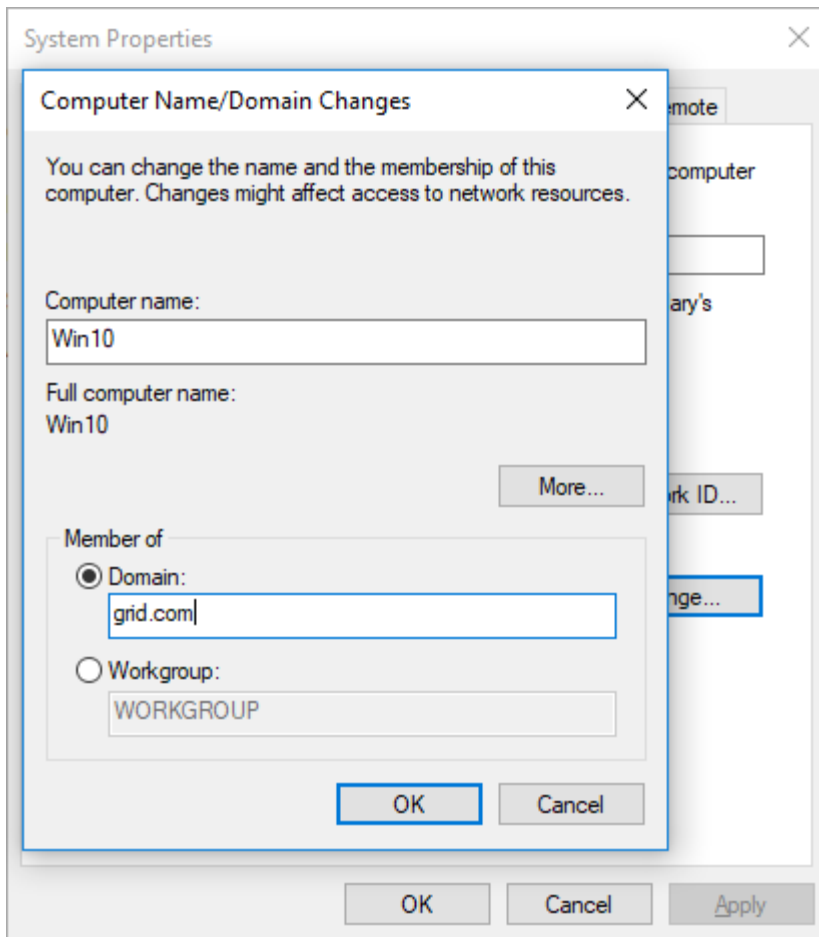 System Properties
Computer Name/Domain Changes
emote
You can change the name and the membership of this
computer. Changes might affect access to network resources.
computer
Computer name:
Win10
ary's
Full computer name:
Win10
More...
rk ID...
Member of
Domain:
grid.com
nge...
Workgroup:
WORKGROUP
OK
Cancel
OK
Cancel
Apply